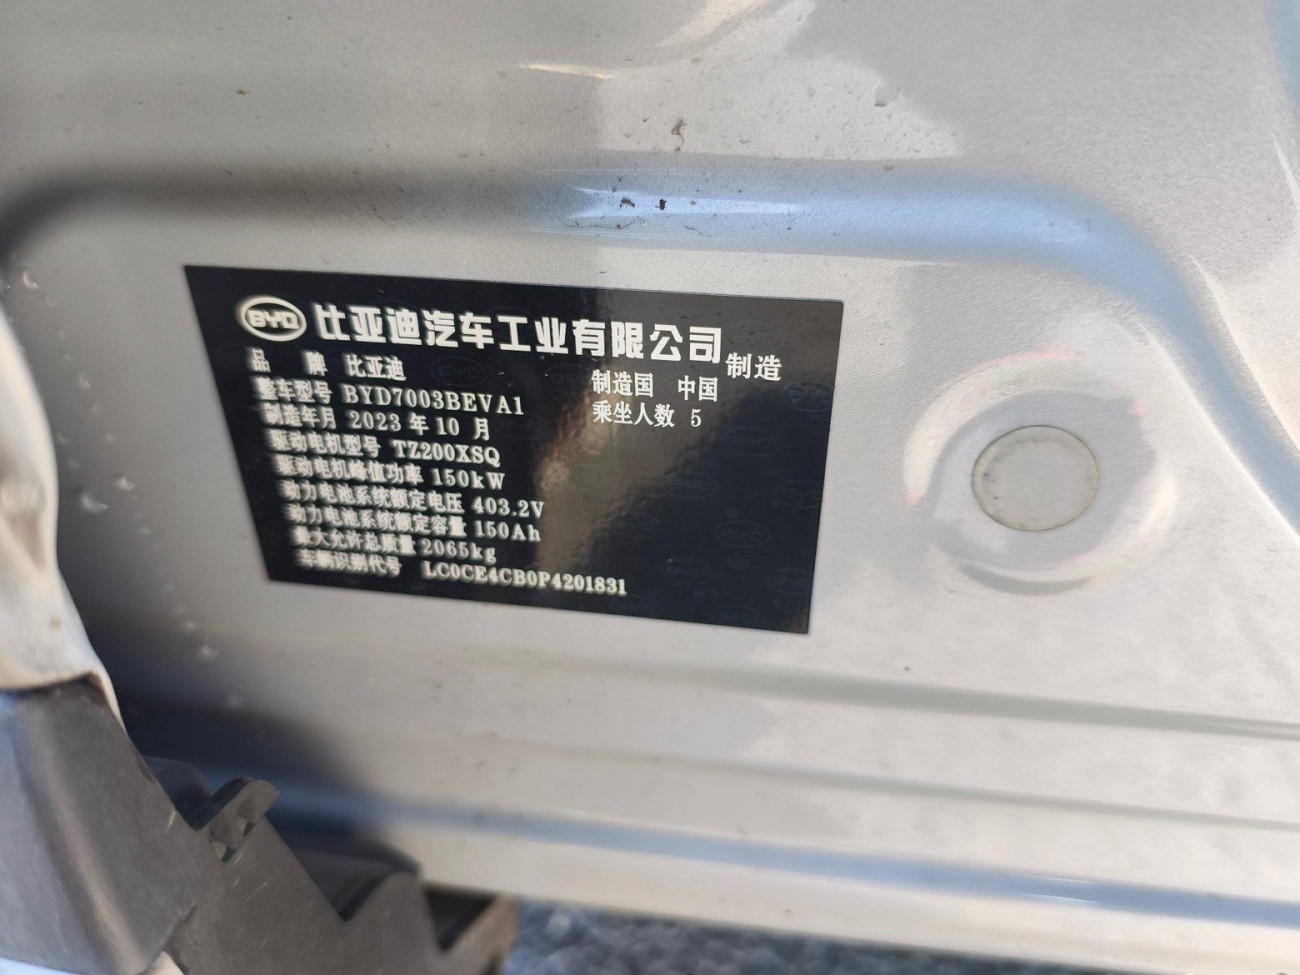 BYD 比亚迪汽车工业有限公司 制造
品 牌 比亚迪 制造国 中国
整车型号 BYD7003BEVA1 乘坐人数 5
制造年月 2023 年 10 月
驱动电机型号 TZ200XSQ
驱动电机峰值功率 150kW
动力电池系统额定电压 403.2V
动力电池系统额定容量 150Ah
最大允许总质量 2065kg
车辆识别代号 LC0CE4CB0P4201831